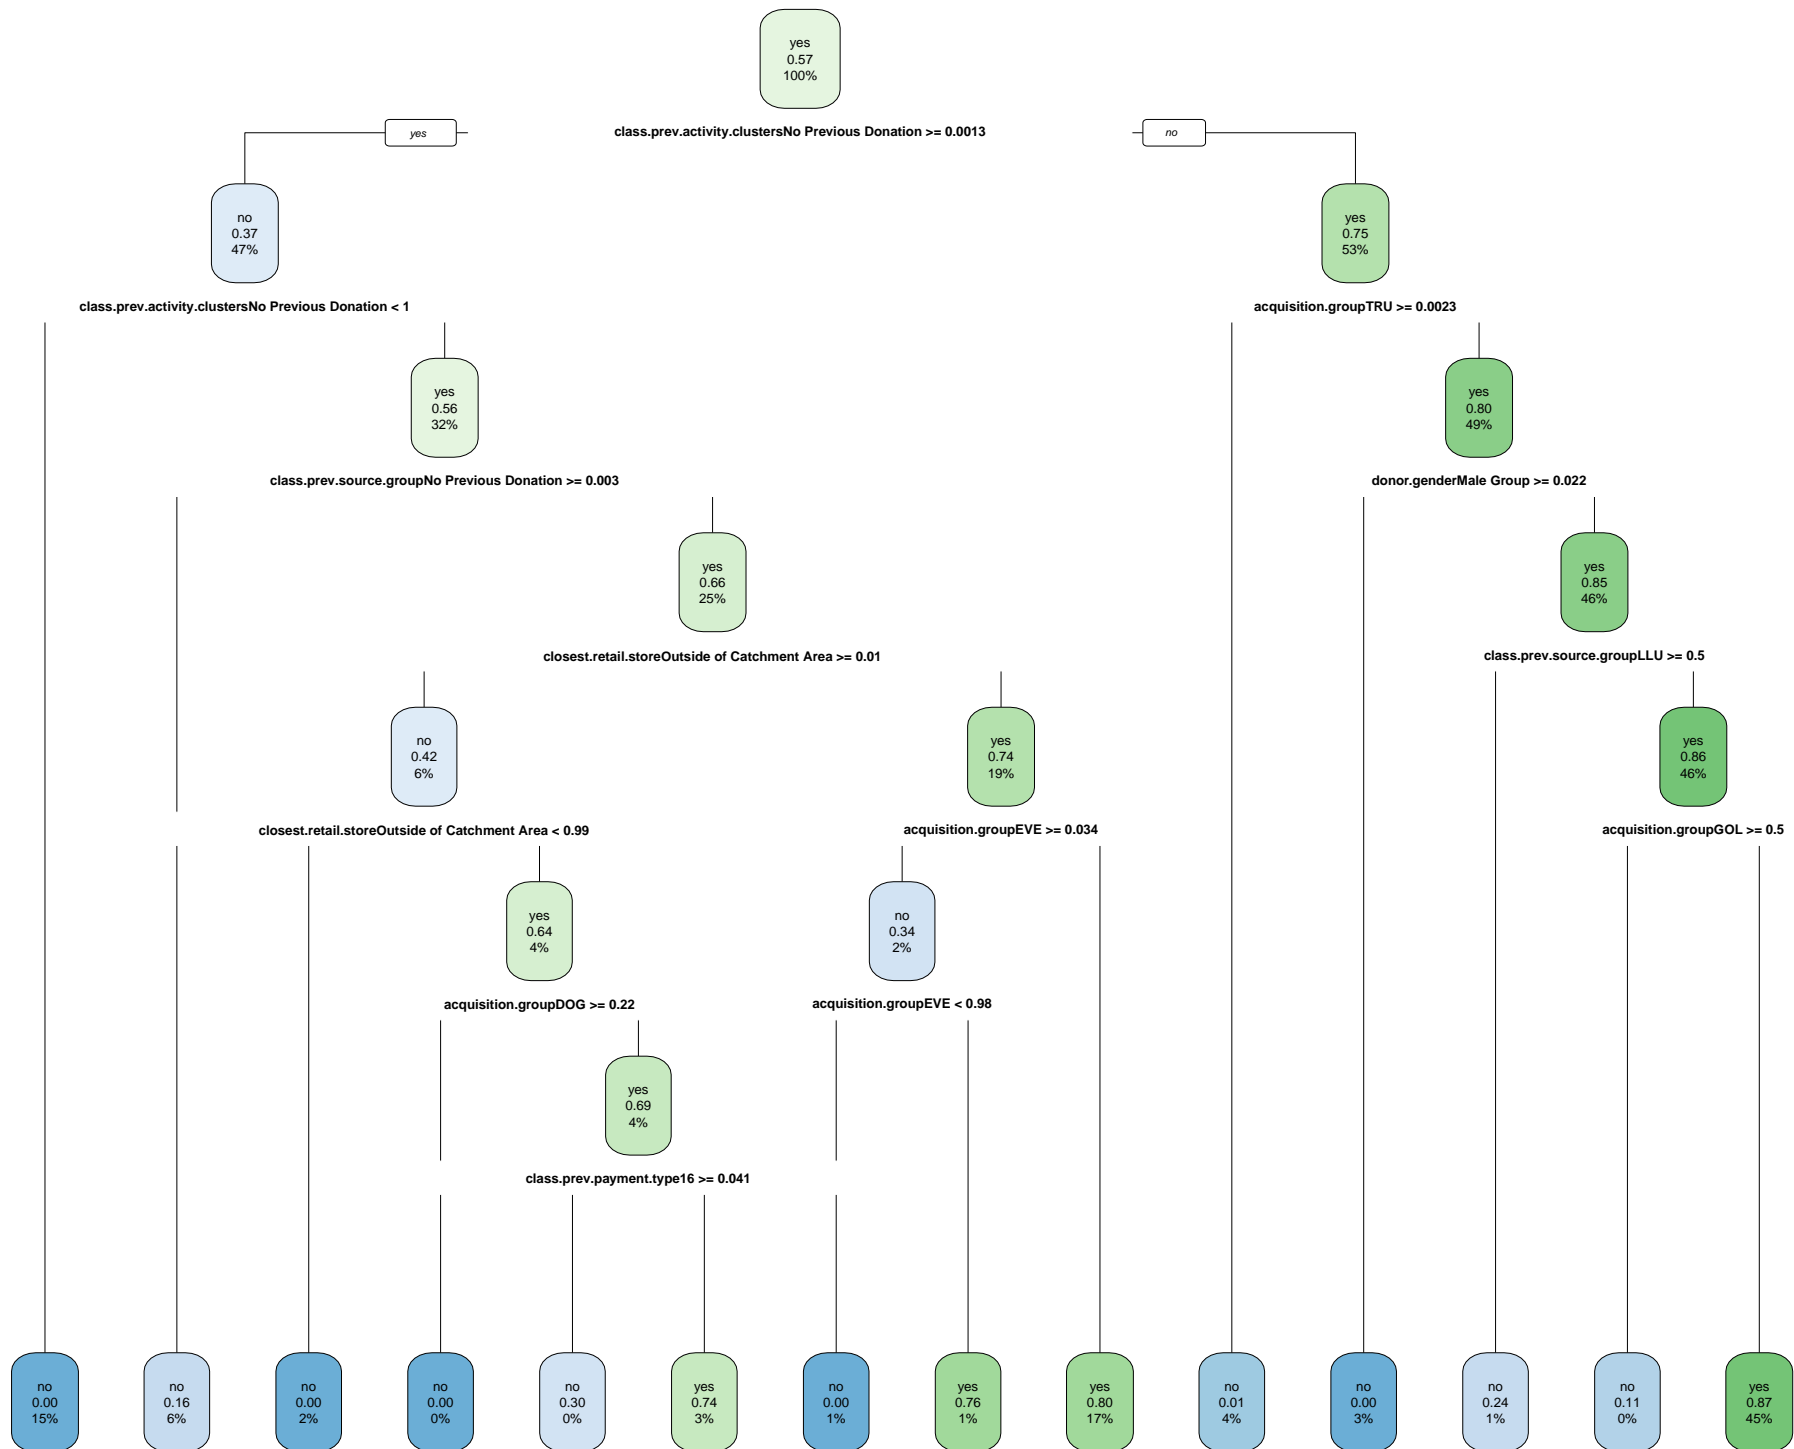 yes
0.57
100%
yes
class.prev.activity.clustersNo Previous Donation >= 0.0013
no
no
0.37
47%
yes
0.75
53%
class.prev.activity.clustersNo Previous Donation < 1
acquisition.groupTRU >= 0.0023
yes
0.56
32%
yes
0.80
49%
class.prev.source.groupNo Previous Donation >= 0.003
donor.genderMale Group >= 0.022
yes
0.66
25%
yes
0.85
46%
closest.retail.storeOutside of Catchment Area >= 0.01
class.prev.source.groupLLU >= 0.5
no
0.42
6%
yes
0.74
19%
yes
0.86
46%
closest.retail.storeOutside of Catchment Area < 0.99
acquisition.groupEVE >= 0.034
acquisition.groupGOL >= 0.5
yes
0.64
4%
no
0.34
2%
acquisition.groupDOG >= 0.22
acquisition.groupEVE < 0.98
yes
0.69
4%
class.prev.payment.type16 >= 0.041
no
0.00
15%
no
0.16
6%
no
0.00
2%
no
0.00
0%
no
0.30
0%
yes
0.74
3%
no
0.00
1%
yes
0.76
1%
yes
0.80
17%
no
0.01
4%
no
0.00
3%
no
0.24
1%
no
0.11
0%
yes
0.87
45%